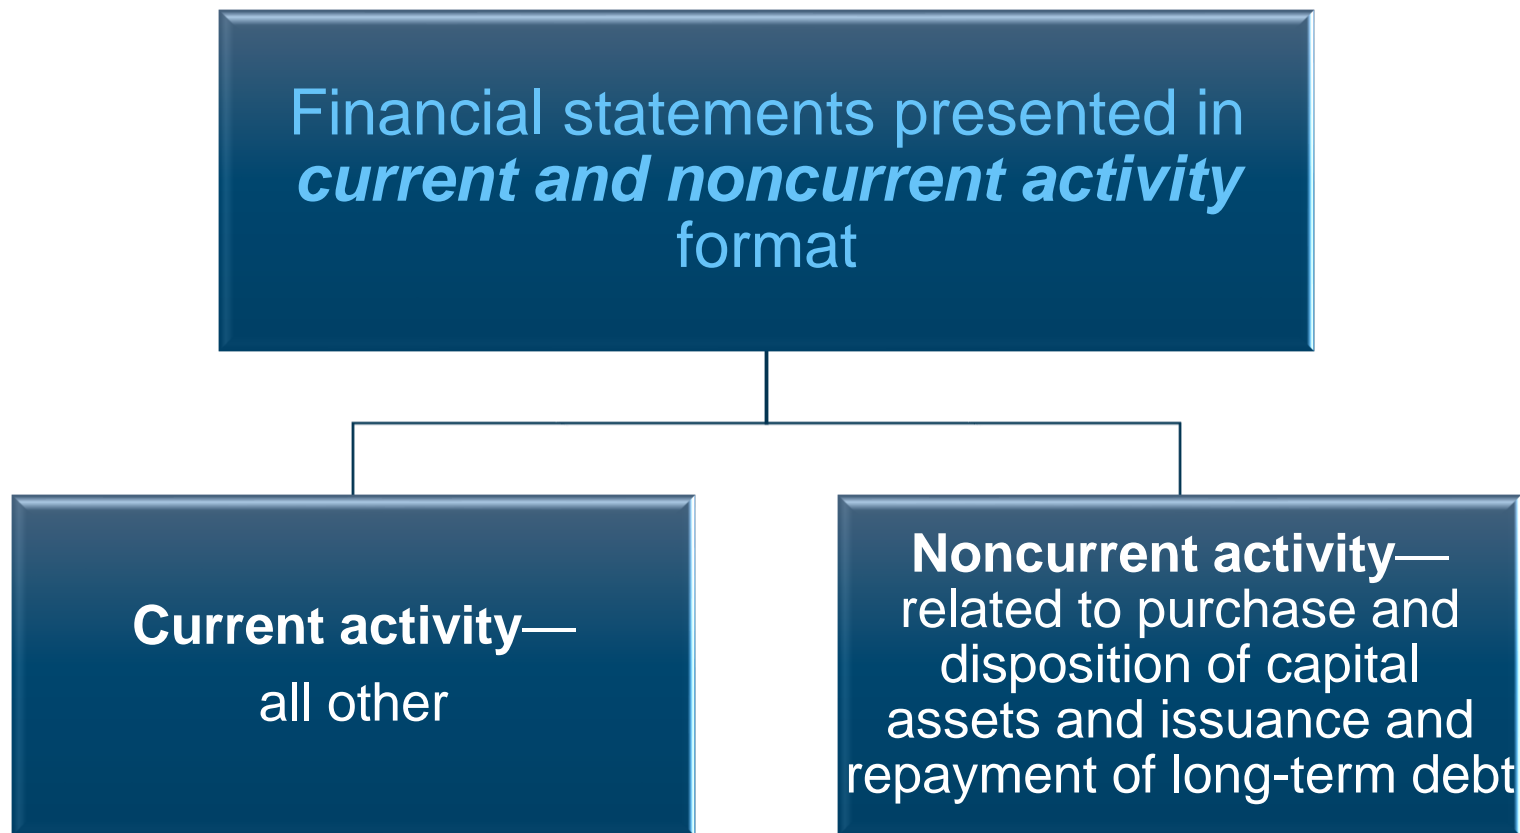 Financial statements presented in
current and noncurrent activity
format
Current activity—
all other
Noncurrent activity—
related to purchase and
disposition of capital
assets and issuance and
repayment of long-term debt